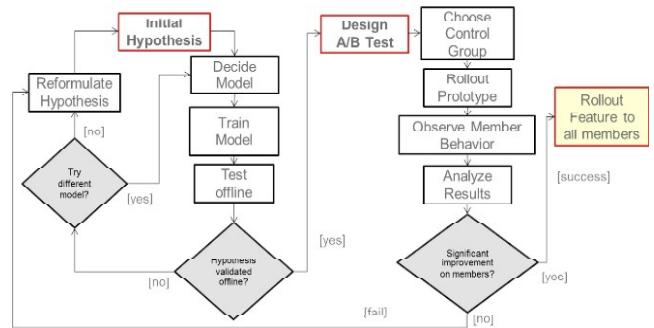 Initial
Hypothesis
Reformulate
Hypothesis
[no]
Try
different
model?
[yes]
Decide
Model
Train
Model
Test
offline
Hypothesis
validated
offline?
[no]
[yes]
Design
A/B Test
Choose
Control
Group
Rollout
Prototype
Observe Member
Behavior
Analyze
Results
Significant
improvement
on members?
[yes]
[success]
Rollout
Feature to
all members
[no]
[fail]